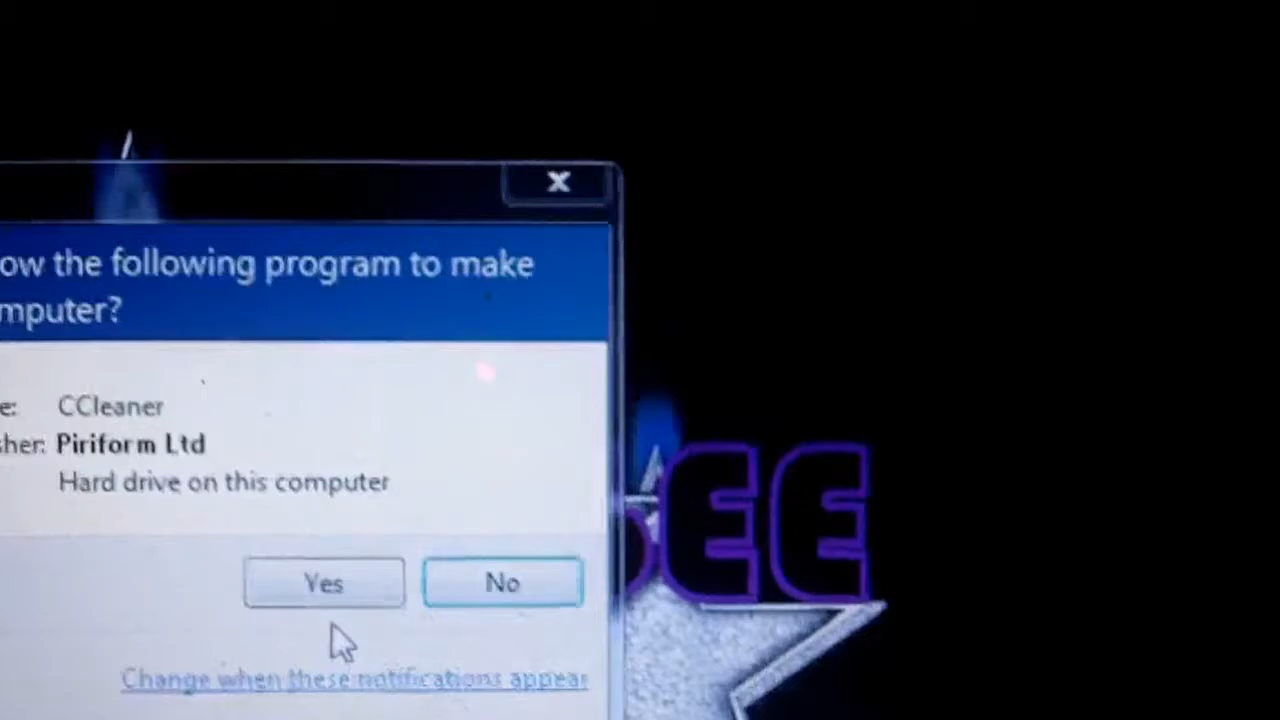 ow the following program to make
mputer?
e: CCleaner
sher: Piriform Ltd
Hard drive on this computer
EE
Yes No
Change when these notifications appear